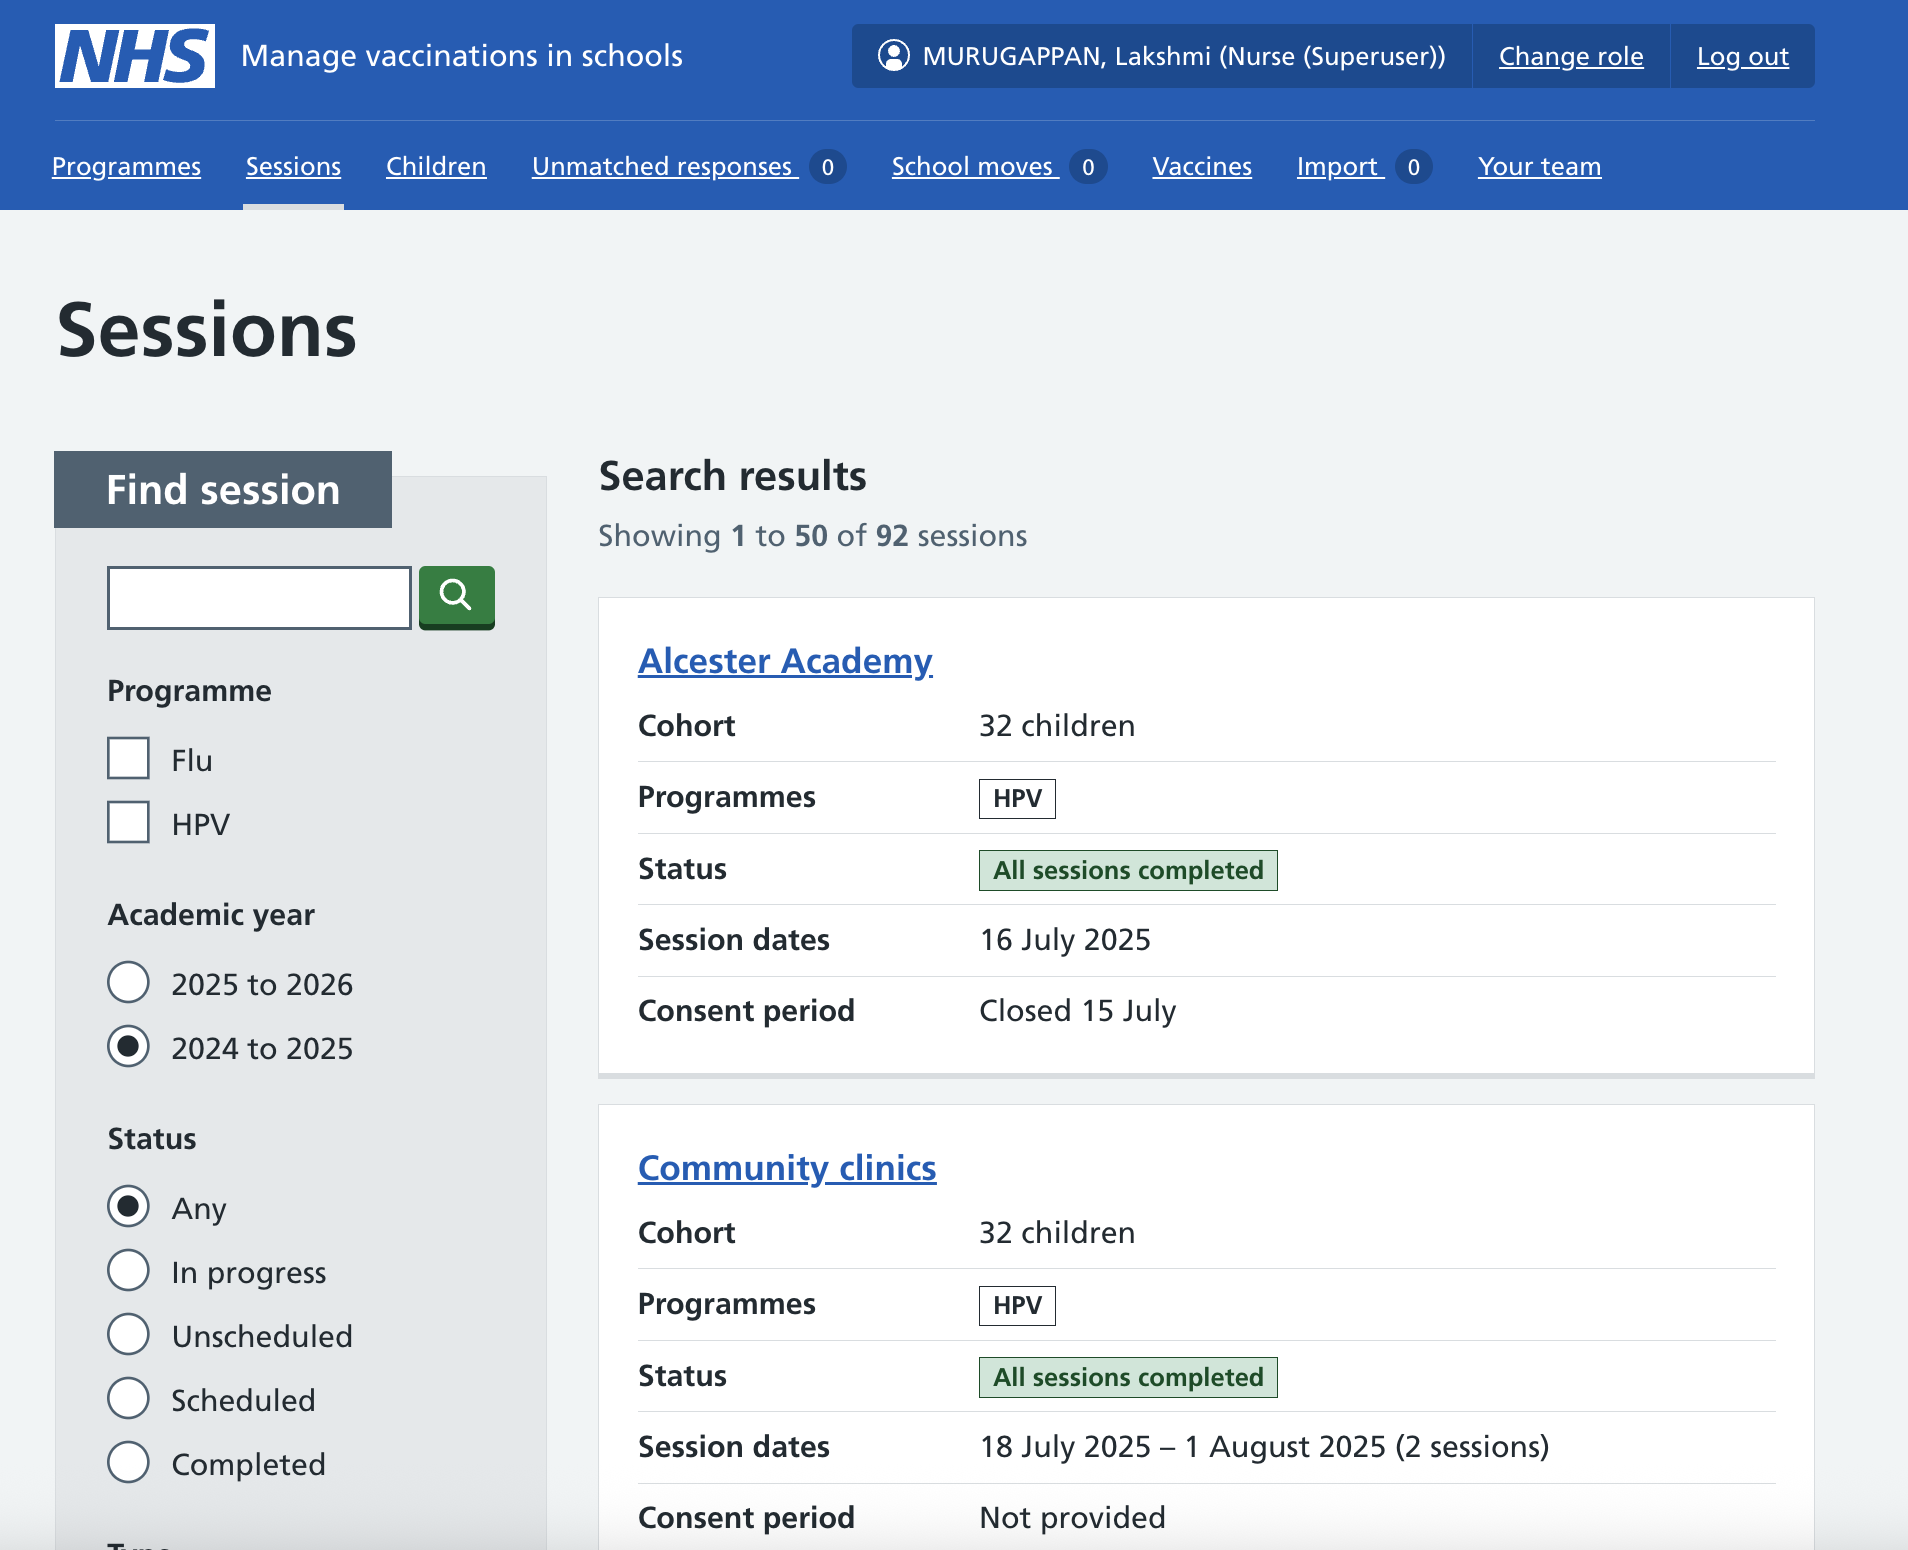 NHS Manage vaccinations in schools
MURUGAPPAN, Lakshmi (Nurse (Superuser)) Change role Log out
Programmes Sessions Children Unmatched responses 0 School moves 0 Vaccines Import 0 Your team
Sessions
Find session
Programme
Flu
HPV
Academic year
2025 to 2026
2024 to 2025
Status
Any
In progress
Unscheduled
Scheduled
Completed
Search results
Showing 1 to 50 of 92 sessions
Alcester Academy
Cohort 32 children
Programmes HPV
Status All sessions completed
Session dates 16 July 2025
Consent period Closed 15 July
Community clinics
Cohort 32 children
Programmes HPV
Status All sessions completed
Session dates 18 July 2025 – 1 August 2025 (2 sessions)
Consent period Not provided